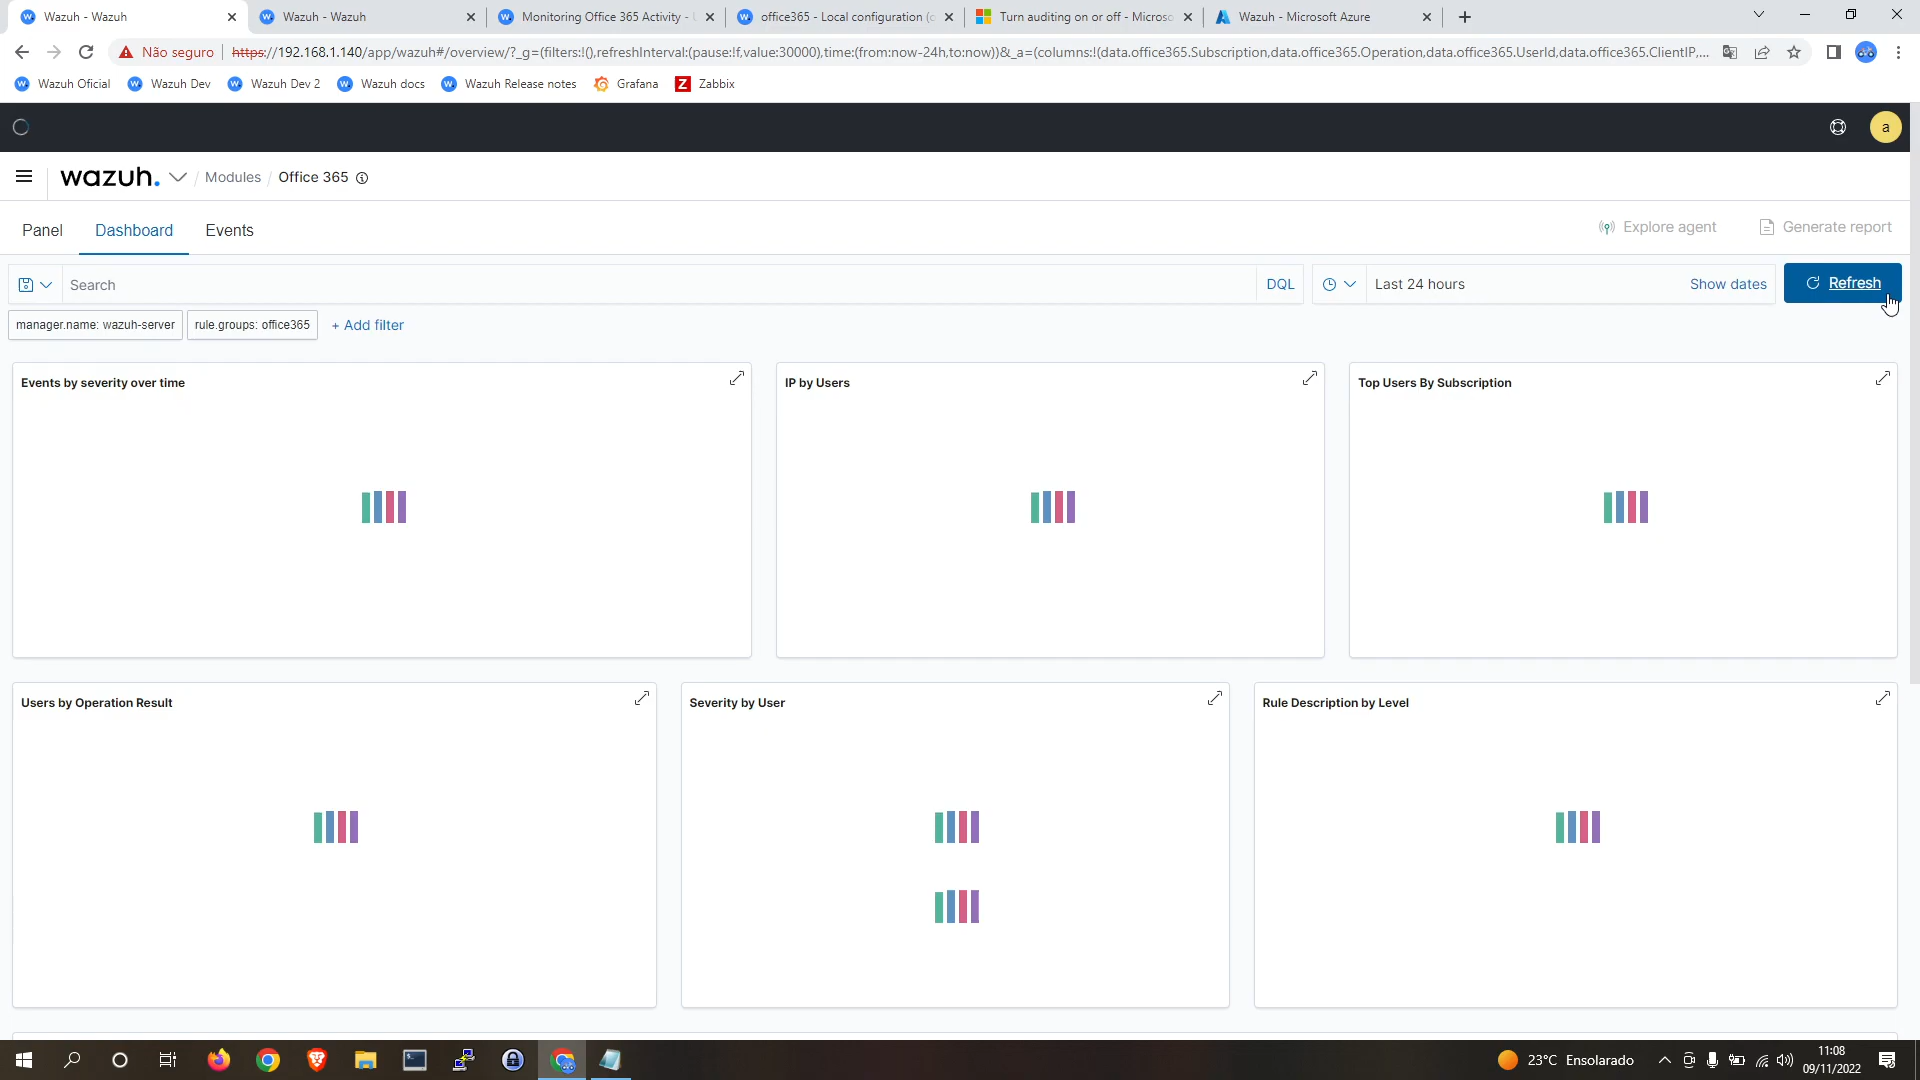 Wazuh - Wazuh
Wazuh - Wazuh
Monitoring Office 365 Activity -
office365 - Local configuration (
Turn auditing on or off - Micros
Wazuh - Microsoft Azure
Não seguro
https://192.168.1.140/app/wazuh#/overview/?_g=(filters:!(),refreshInterval:(pause:!f,value:30000),time:(from:now-24h,to:now))&_a=(columns:!(data.office365.Subscription,data.office365.Operation,data.office365.UserId,data.office365.ClientIP,...
Wazuh Oficial
Wazuh Dev
Wazuh Dev 2
Wazuh docs
Wazuh Release notes
Grafana
Z Zabbix
a
wazuh.
/ Modules / Office 365
Panel
Dashboard
Events
Explore agent
Generate report
Search
DQL
Last 24 hours
Show dates
Refresh
manager.name: wazuh-server
rule.groups: office365
+ Add filter
Events by severity over time
IP by Users
Top Users By Subscription
Users by Operation Result
Severity by User
Rule Description by Level
23°C Ensolarado
11:08
09/11/2022